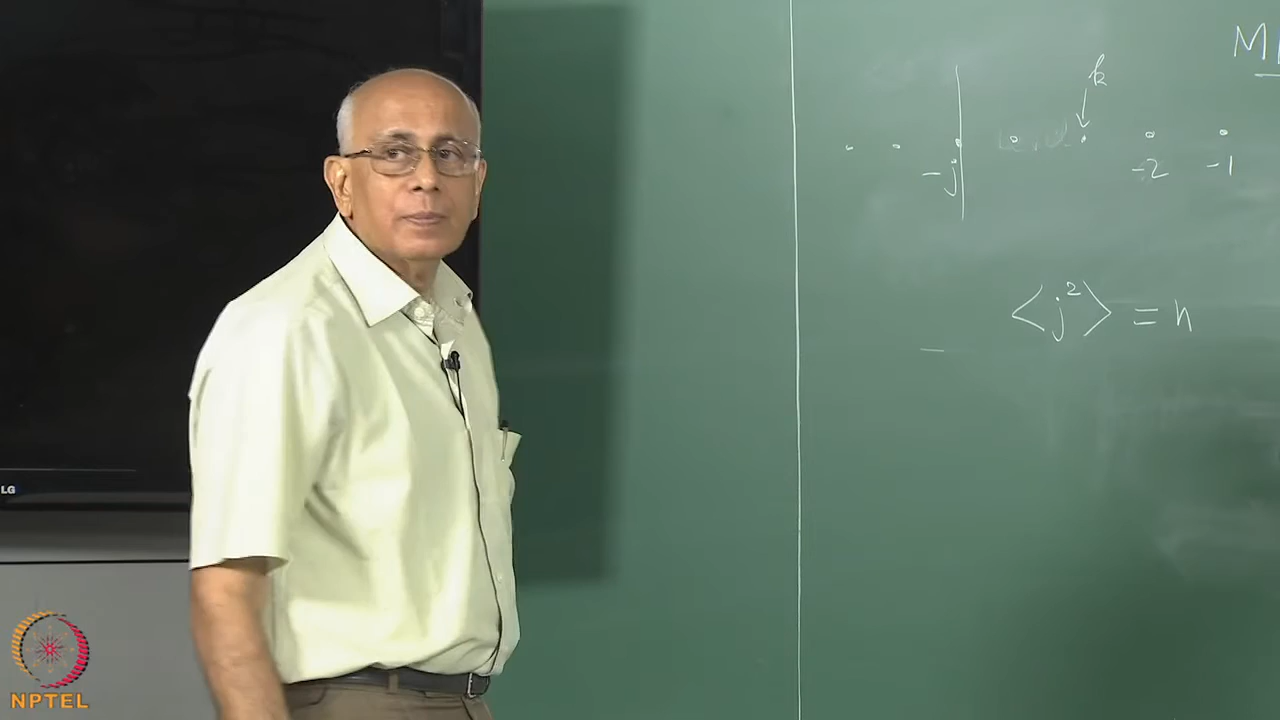 M
k
-j -2 -1
⟨j²⟩ = n
LG
NPTEL